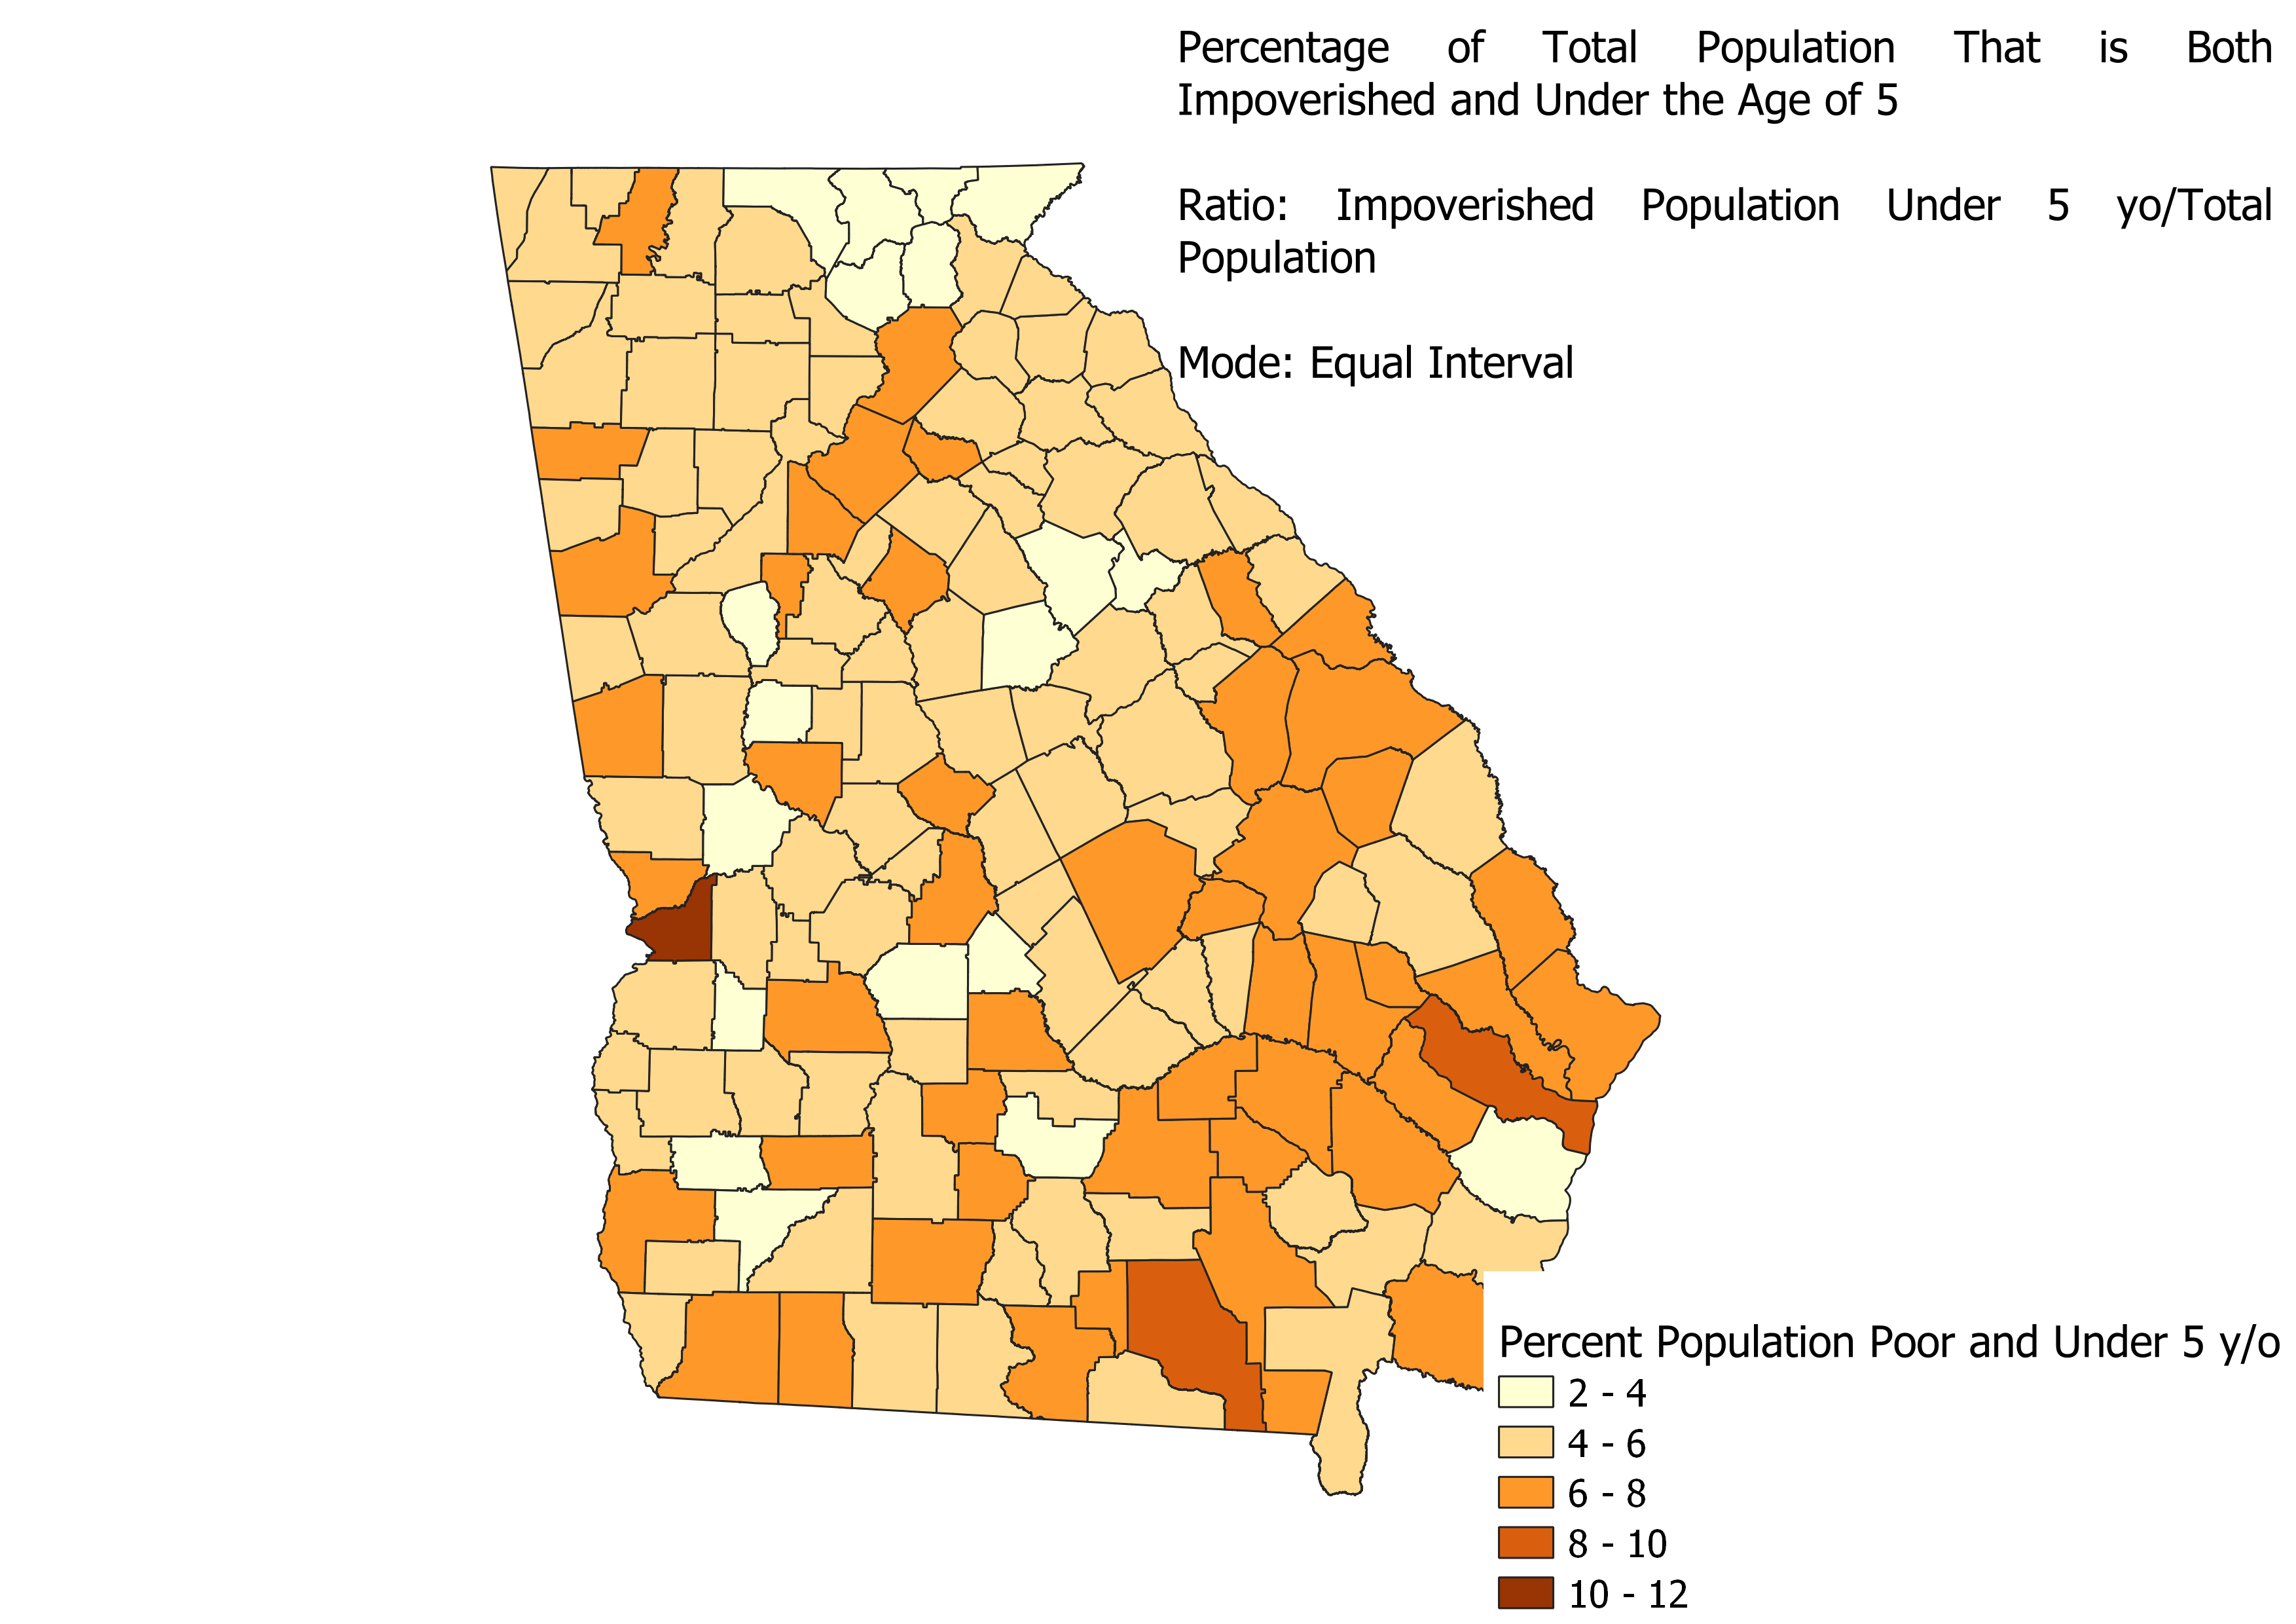 Percentage of Total Population That is Both
Impoverished and Under the Age of 5
Ratio: Impoverished Population Under 5 yo/Total
Population
Mode: Equal Interval
Percent Population Poor and Under 5 y/o
2 - 4
4 - 6
6 - 8
8 - 10
10 - 12